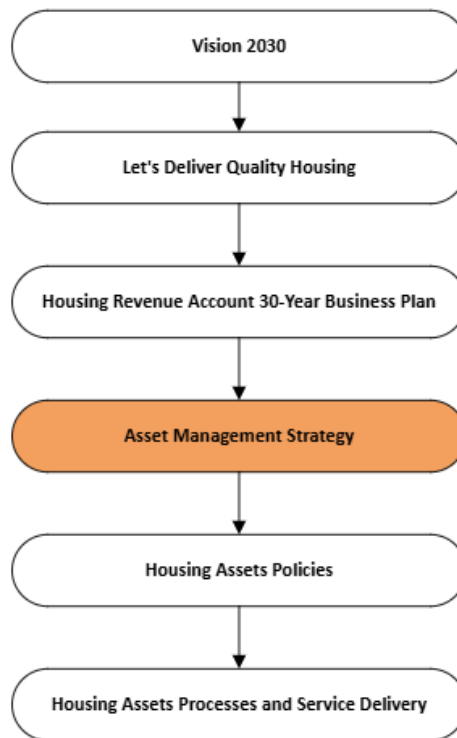 Vision 2030
Let's Deliver Quality Housing
Housing Revenue Account 30-Year Business Plan
Asset Management Strategy
Housing Assets Policies
Housing Assets Processes and Service Delivery